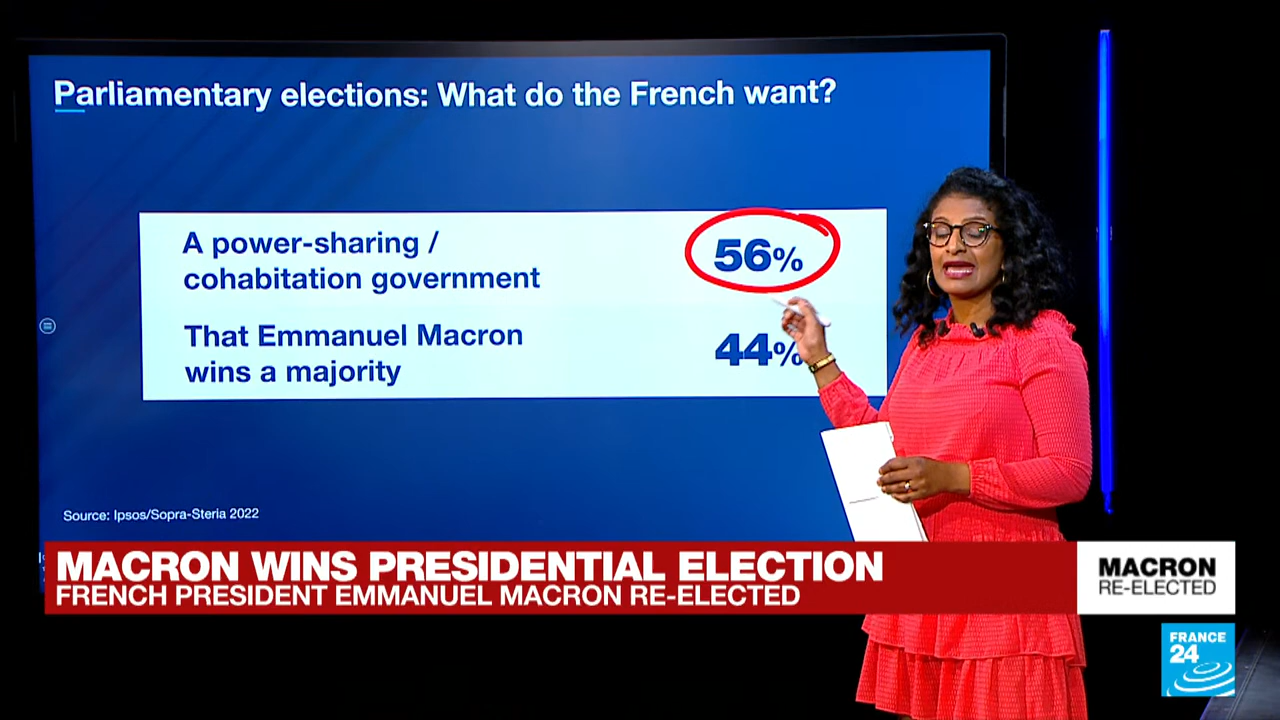 Parliamentary elections: What do the French want?
A power-sharing /
cohabitation government
56%
That Emmanuel Macron
wins a majority
44%
Source: Ipsos/Sopra-Steria 2022
MACRON WINS PRESIDENTIAL ELECTION
FRENCH PRESIDENT EMMANUEL MACRON RE-ELECTED
MACRON
RE-ELECTED
FRANCE
24